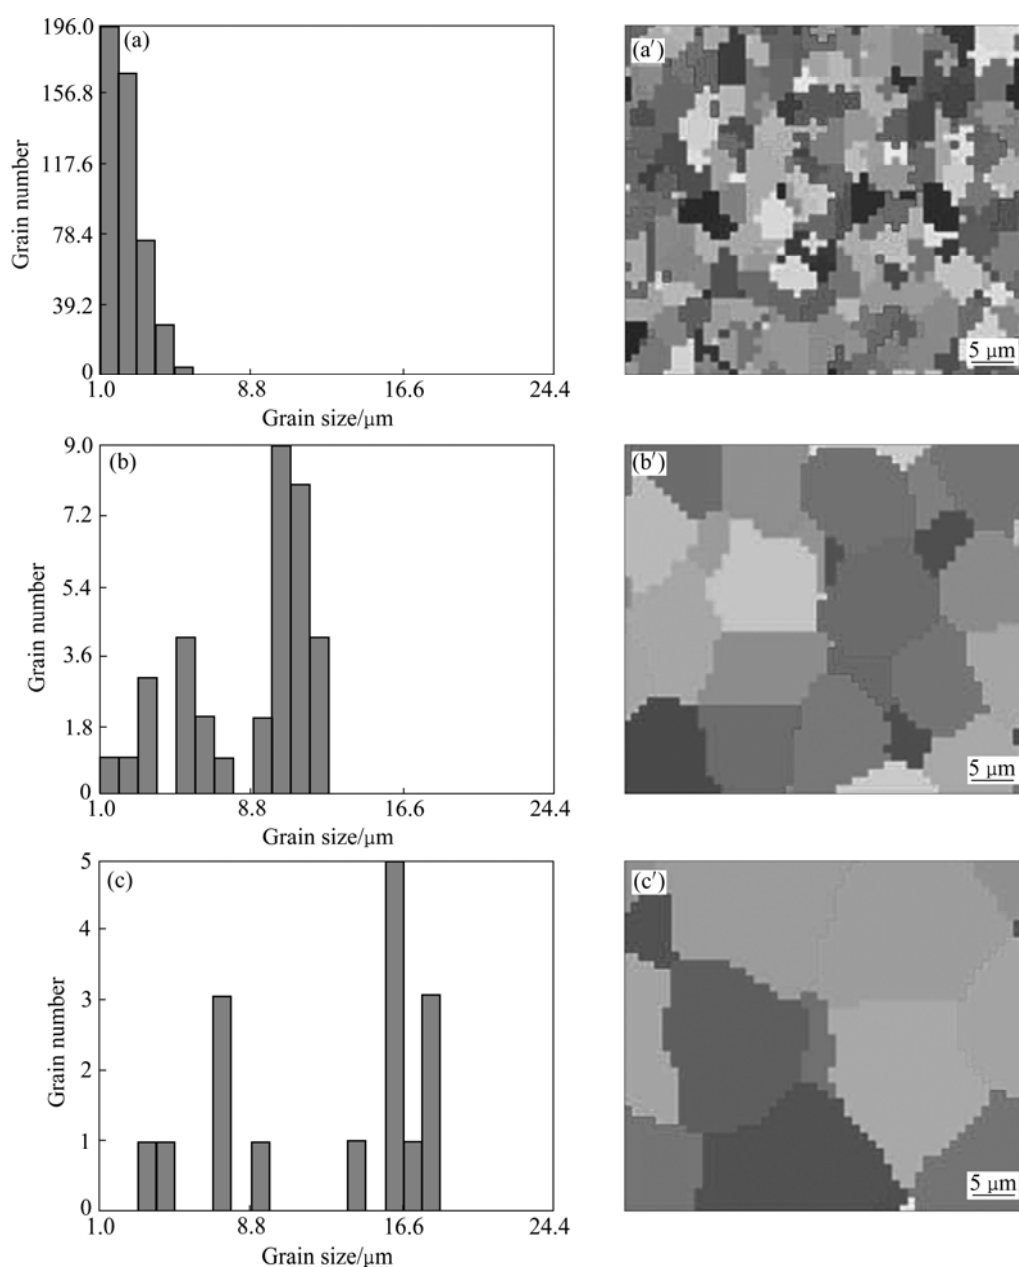 (a)
196.0
156.8
117.6
78.4
39.2
0
Grain number
1.0 8.8 16.6 24.4
Grain size/μm
(a′)
5 μm
(b)
9.0
7.2
5.4
3.6
1.8
0
Grain number
1.0 8.8 16.6 24.4
Grain size/μm
(b′)
5 μm
(c)
5
4
3
2
1
0
Grain number
1.0 8.8 16.6 24.4
Grain size/μm
(c′)
5 μm